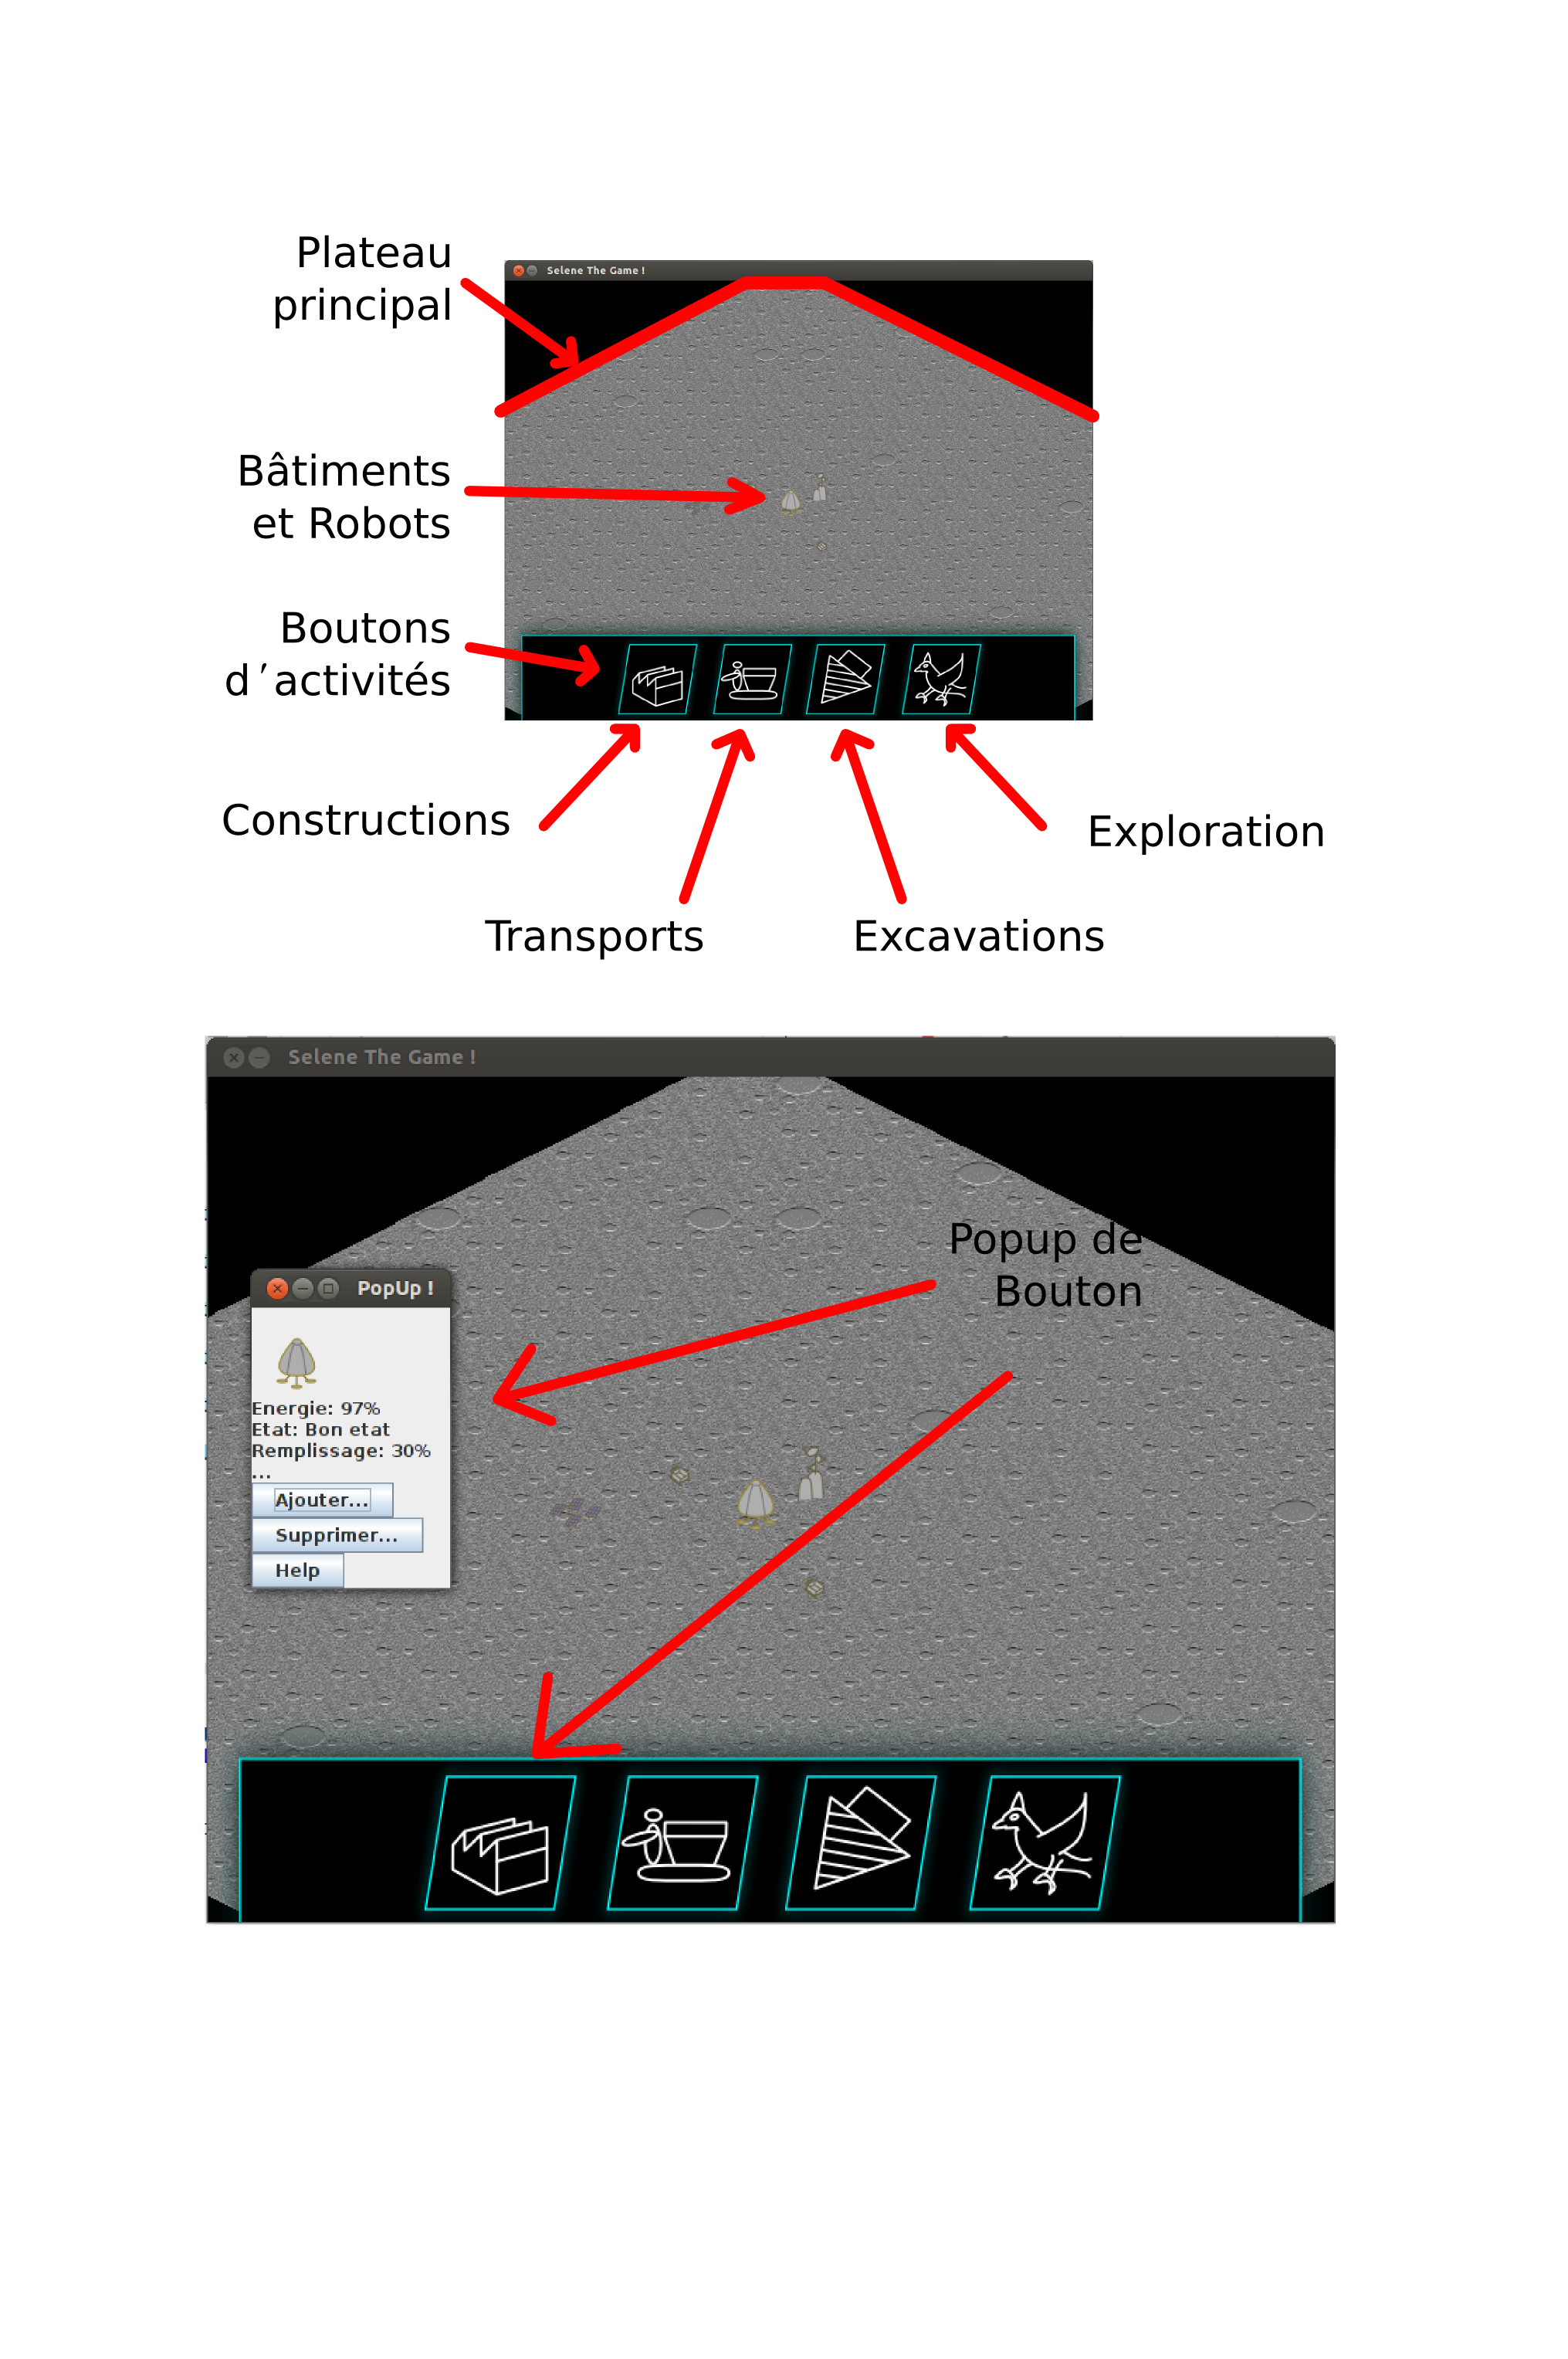 Plateau
principal
Selene The Game !
Bâtiments
et Robots
Boutons
d'activités
Constructions
Exploration
Transports
Excavations
Selene The Game !
Popup de
Bouton
PopUp !
Energie: 97%
Etat: Bon etat
Remplissage: 30%
...
Ajouter...
Supprimer...
Help